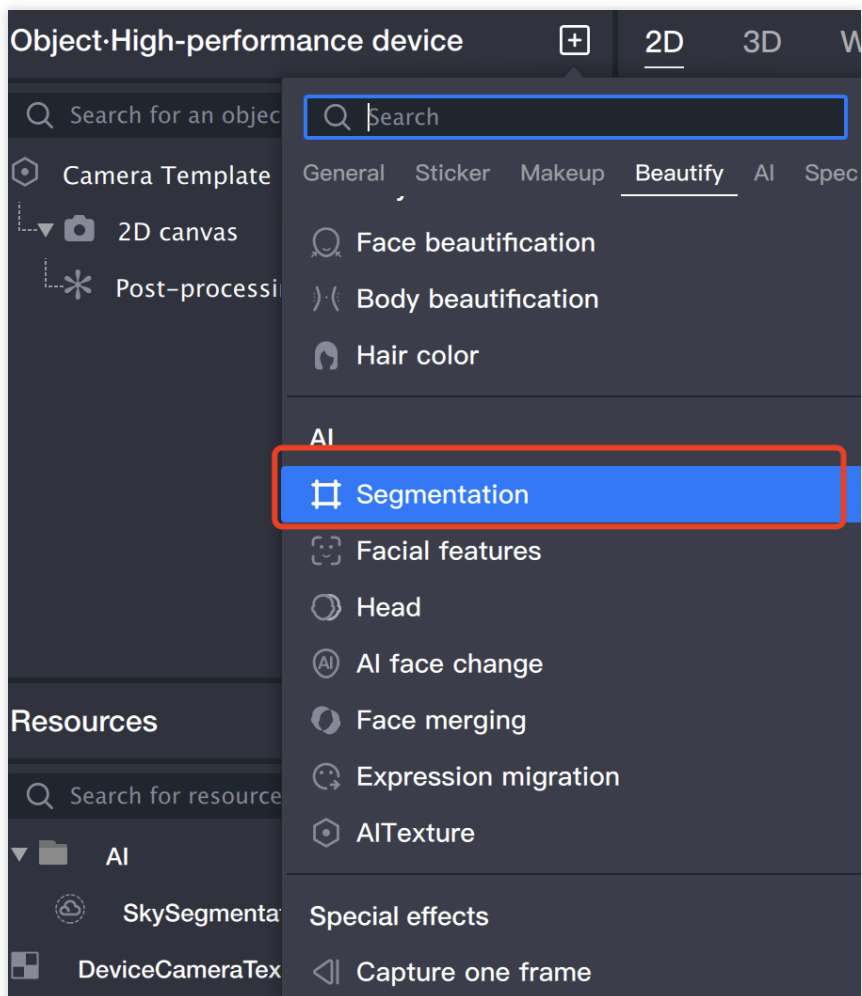 Object·High-performance device
2D 3D
Search for an objec
Search
Camera Template
General Sticker Makeup Beautify AI Spec
2D canvas
Face beautification
Post-processi
Body beautification
Hair color
AI
Segmentation
Facial features
Head
AI face change
Resources
Face merging
Search for resource
Expression migration
AI
AITexture
SkySegmenta
Special effects
DeviceCameraTex
Capture one frame